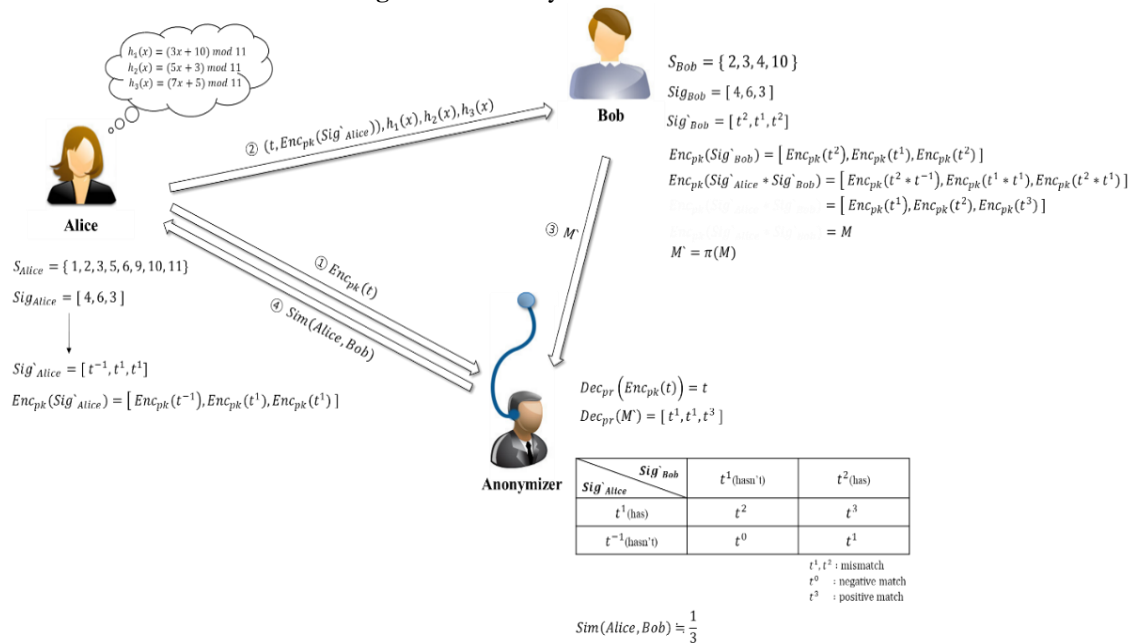 h₁(x) = (3x + 10) mod 11
h₂(x) = (5x + 3) mod 11
h₃(x) = (7x + 5) mod 11
Alice
S_Alice = { 1, 2, 3, 5, 6, 9, 10, 11}
Sig_Alice = [ 4, 6, 3 ]
Sig`_Alice = [ t⁻¹, t¹, t¹ ]
Enc_pk(Sig`_Alice) = [ Enc_pk(t⁻¹), Enc_pk(t¹), Enc_pk(t¹) ]
② (t, Enc_pk(Sig`_Alice)), h₁(x), h₂(x), h₃(x)
① Enc_pk(t)
④ Sim(Alice, Bob)
③ M`
Bob
S_Bob = { 2, 3, 4, 10 }
Sig_Bob = [ 4, 6, 3 ]
Sig`_Bob = [ t², t¹, t² ]
Enc_pk(Sig`_Bob) = [ Enc_pk(t²), Enc_pk(t¹), Enc_pk(t²) ]
Enc_pk(Sig`_Alice * Sig`_Bob) = [ Enc_pk(t² * t⁻¹), Enc_pk(t¹ * t¹), Enc_pk(t² * t¹) ]
= [ Enc_pk(t¹), Enc_pk(t²), Enc_pk(t³) ]
= M
M` = π(M)
Anonymizer
Dec_pr(Enc_pk(t)) = t
Dec_pr(M`) = [ t¹, t¹, t³ ]
Sig`_Bob
Sig`_Alice
t¹(hasn't) t²(has)
t¹(has) t² t³
t⁻¹(hasn't) t⁰ t¹
t¹, t² : mismatch
t⁰ : negative match
t³ : positive match
Sim(Alice, Bob) ≒ 1/3